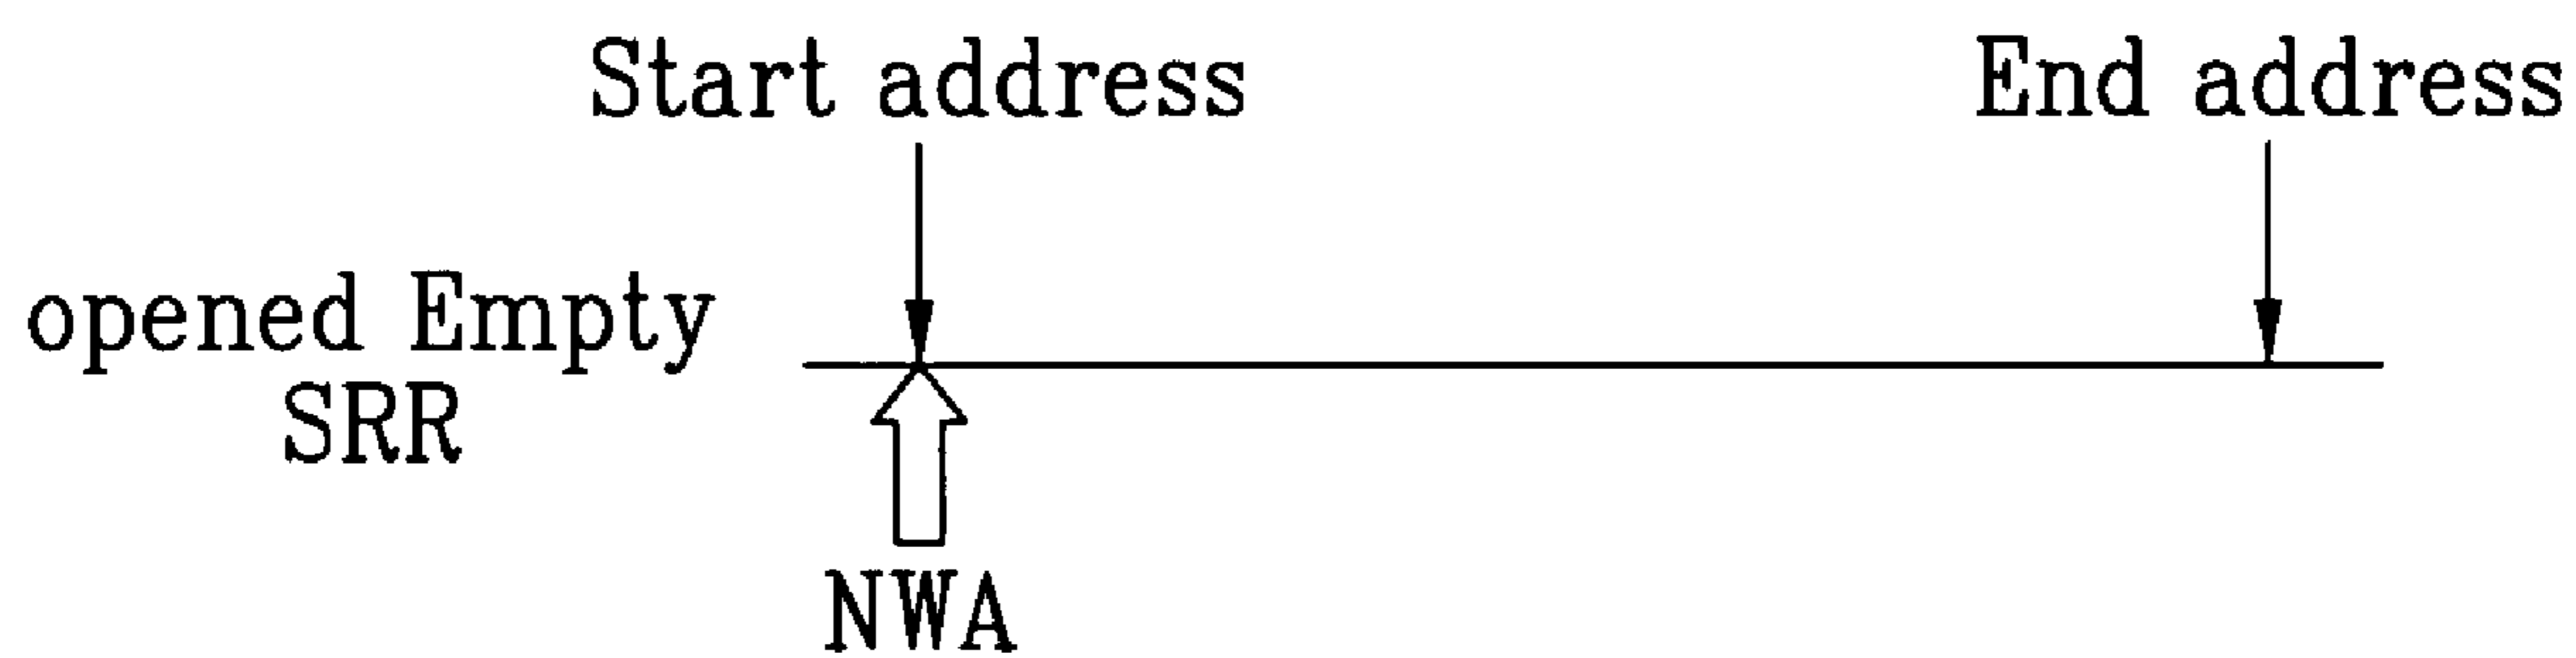 Start address
End address
opened Empty
SRR
NWA